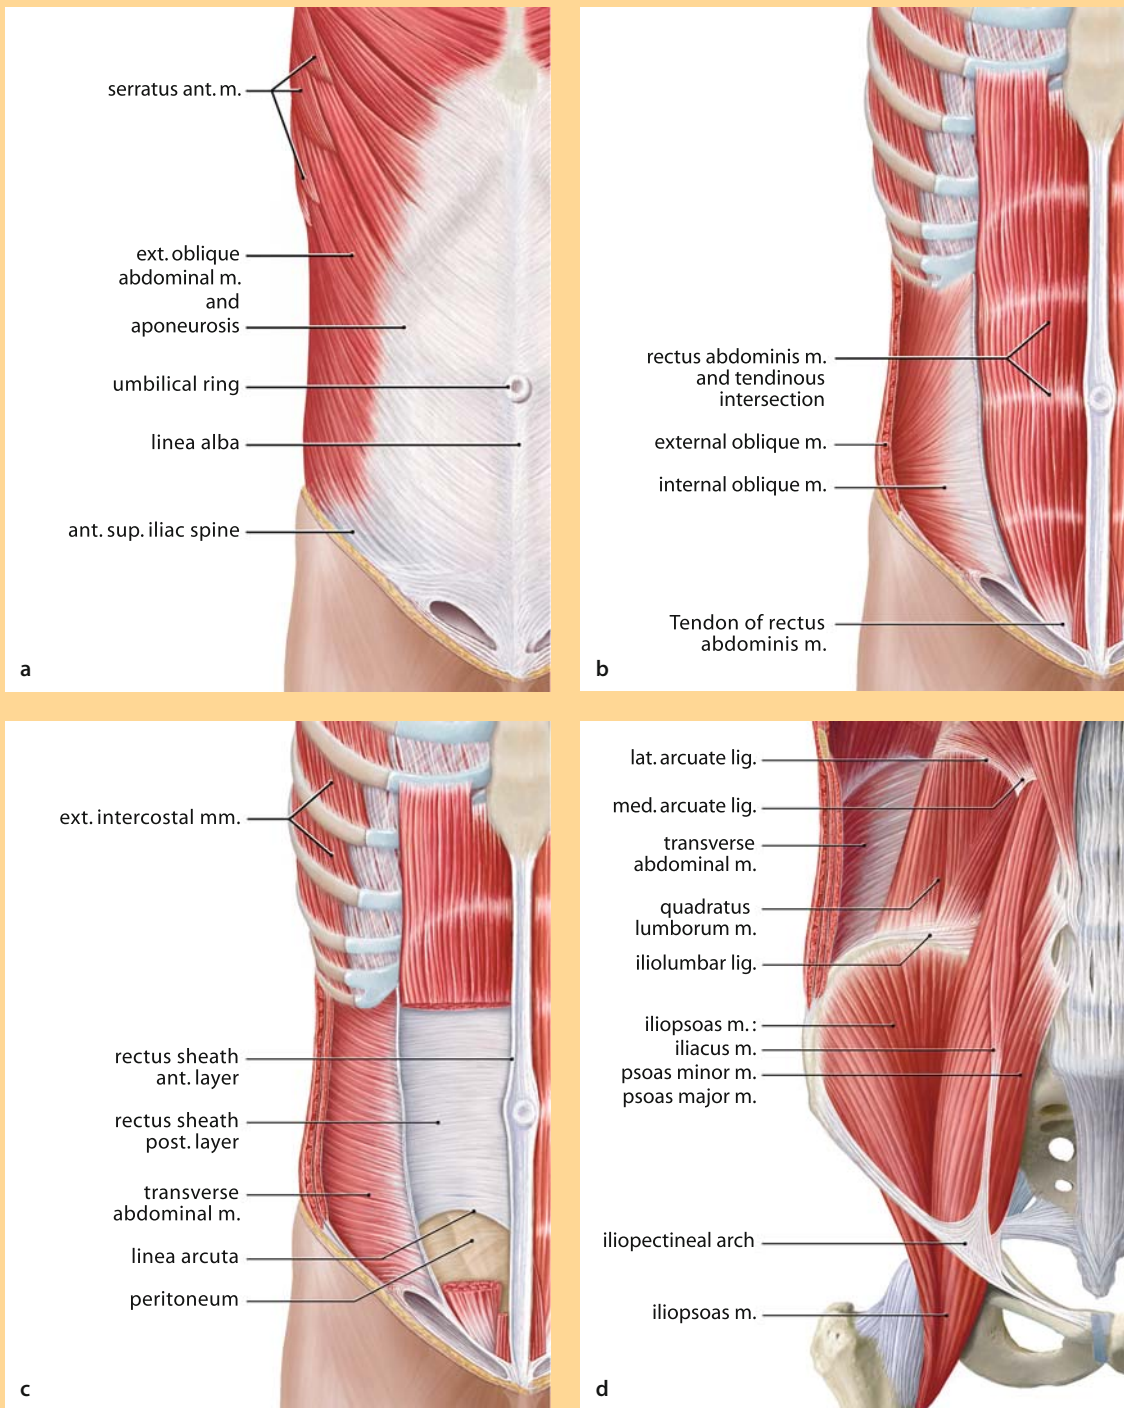 serratus ant. m.
ext. oblique
abdominal m.
and
aponeurosis
umbilical ring
linea alba
ant. sup. iliac spine
a
rectus abdominis m.
and tendinous
intersection
external oblique m.
internal oblique m.
Tendon of rectus
abdominis m.
b
ext. intercostal mm.
rectus sheath
ant. layer
rectus sheath
post. layer
transverse
abdominal m.
linea arcuta
peritoneum
c
lat. arcuate lig.
med. arcuate lig.
transverse
abdominal m.
quadratus
lumborum m.
iliolumbar lig.
iliopsoas m. :
iliacus m.
psoas minor m.
psoas major m.
iliopectineal arch
iliopsoas m.
d